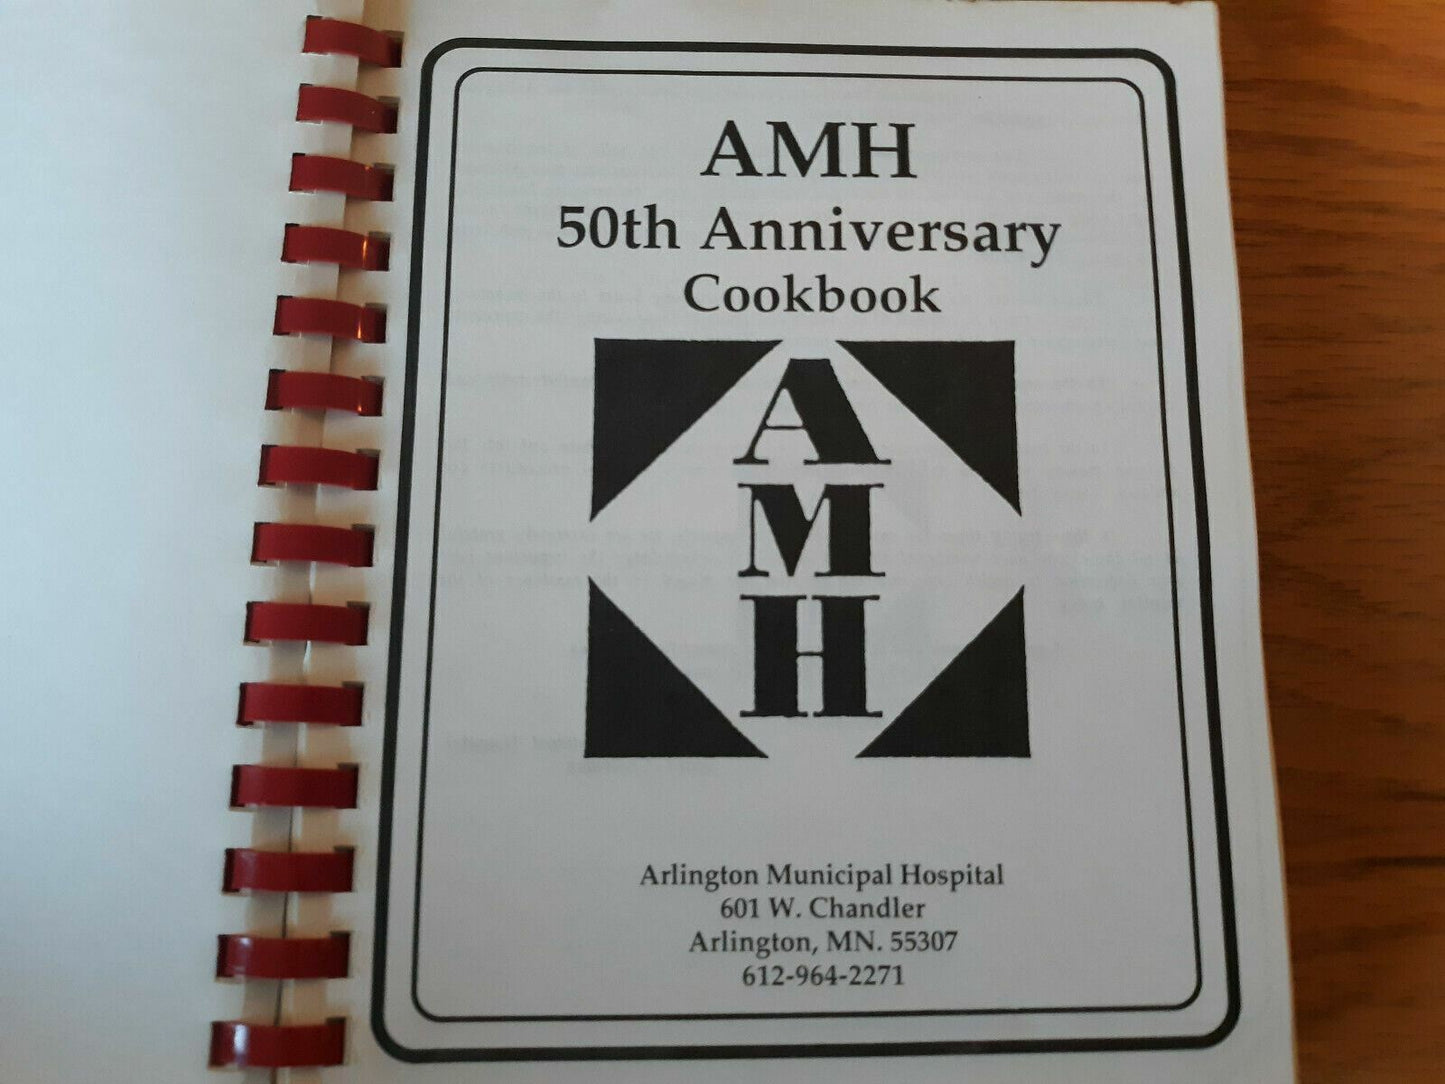 AMH
50th Anniversary
Cookbook
A
M
H
Arlington Municipal Hospital
601 W. Chandler
Arlington, MN. 55307
612-964-2271